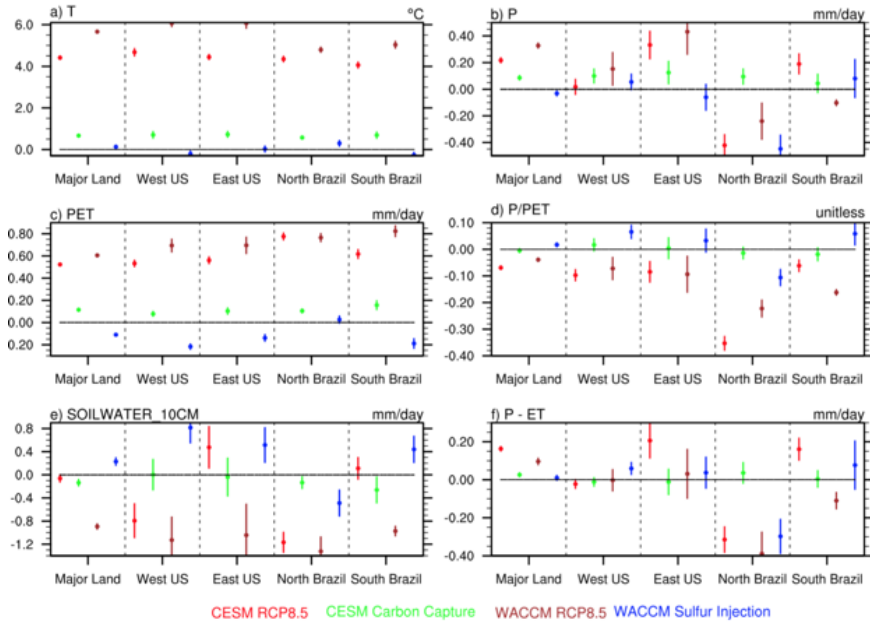 a) T °C
6.0
4.0
2.0
0.0
Major Land West US East US North Brazil South Brazil
b) P mm/day
0.40
0.20
0.00
-0.20
-0.40
Major Land West US East US North Brazil South Brazil
c) PET mm/day
0.80
0.60
0.40
0.20
0.00
0.20
Major Land West US East US North Brazil South Brazil
d) P/PET unitless
0.10
0.00
-0.10
-0.20
-0.30
-0.40
Major Land West US East US North Brazil South Brazil
e) SOILWATER_10CM mm/day
0.8
0.4
0.0
-0.4
-0.8
-1.2
Major Land West US East US North Brazil South Brazil
f) P - ET mm/day
0.20
0.00
-0.20
-0.40
Major Land West US East US North Brazil South Brazil
CESM RCP8.5 CESM Carbon Capture WACCM RCP8.5 WACCM Sulfur Injection